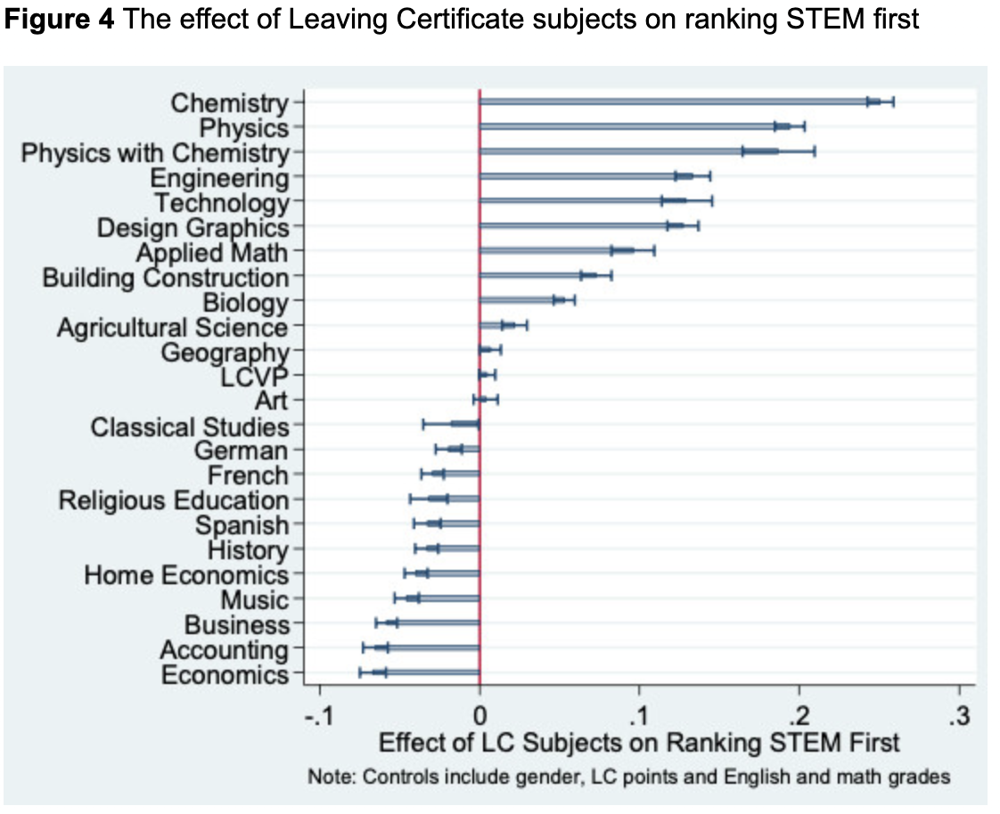 Figure 4 The effect of Leaving Certificate subjects on ranking STEM first
Chemistry
Physics
Physics with Chemistry
Engineering
Technology
Design Graphics
Applied Math
Building Construction
Biology
Agricultural Science
Geography
LCVP
Art
Classical Studies
German
French
Religious Education
Spanish
History
Home Economics
Music
Business
Accounting
Economics
-.1 0 .1 .2 .3
Effect of LC Subjects on Ranking STEM First
Note: Controls include gender, LC points and English and math grades